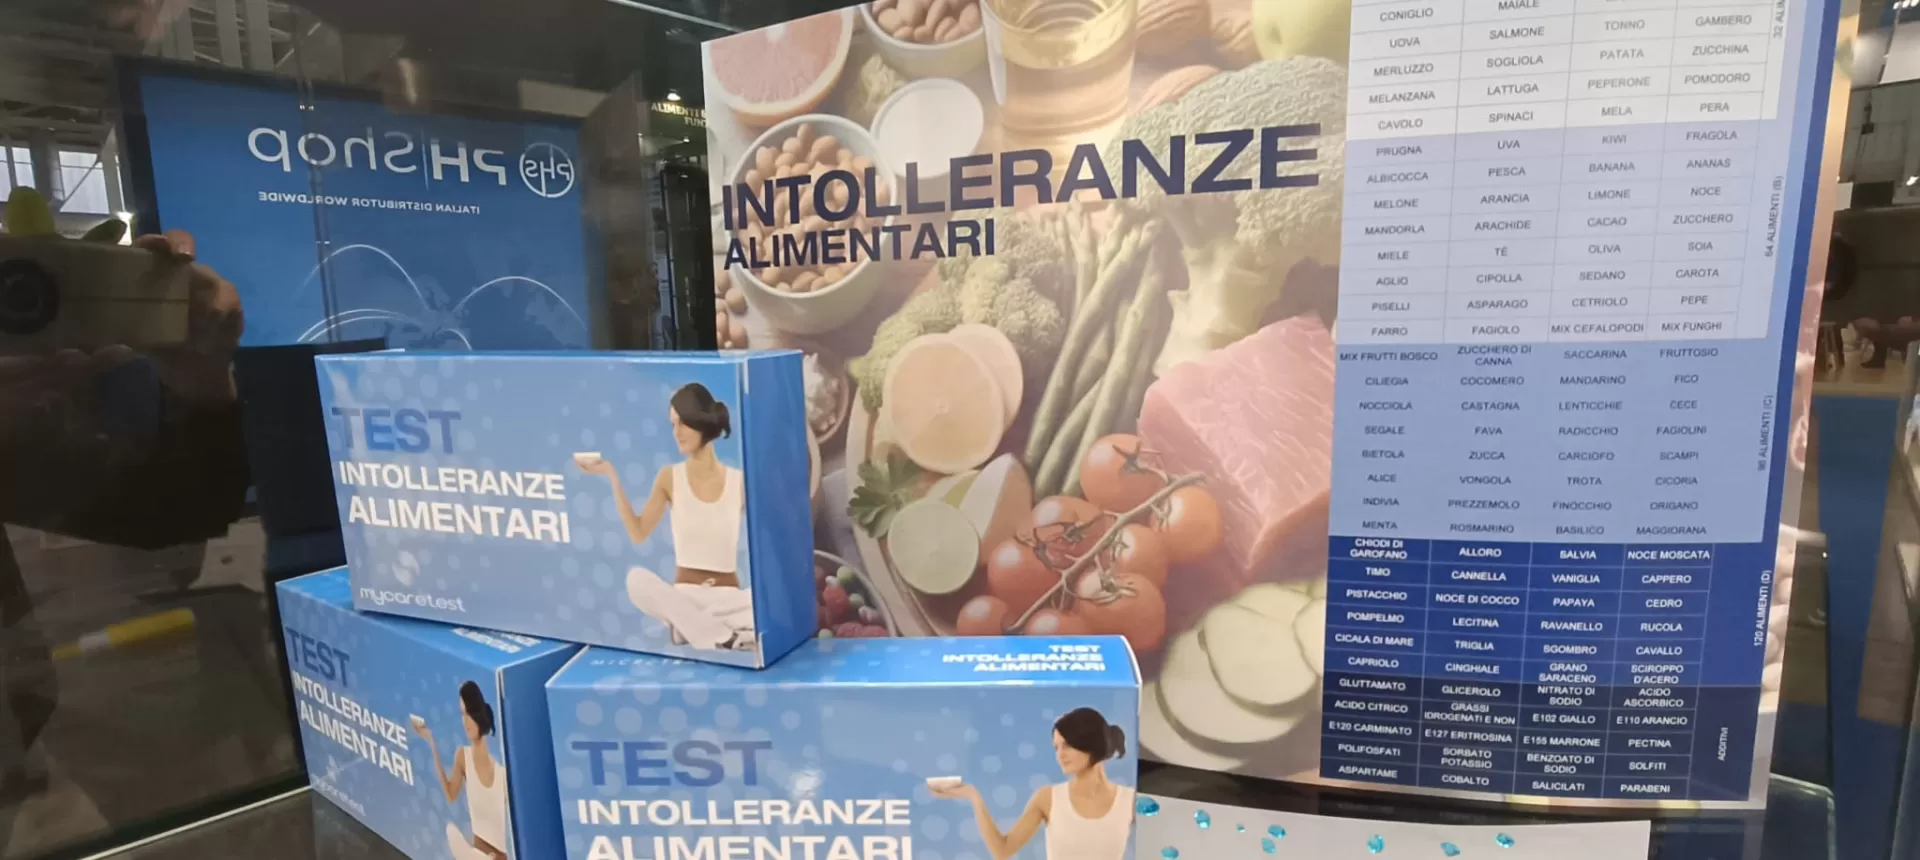 PH|Shop PHS
ITALIAN DISTRIBUTOR WORLDWIDE
INTOLLERANZE
ALIMENTARI
CONIGLIO MAIALE TONNO GAMBERO
UOVA SALMONE PATATA ZUCCHINA
MERLUZZO SOGLIOLA PEPERONE POMODORO
MELANZANA LATTUGA MELA PERA
CAVOLO SPINACI KIWI FRAGOLA
PRUGNA UVA BANANA ANANAS
ALBICOCCA PESCA LIMONE NOCE
MELONE ARANCIA CACAO ZUCCHERO
MANDORLA ARACHIDE OLIVA SOIA
MIELE TÈ SEDANO CAROTA
AGLIO CIPOLLA CETRIOLO PEPE
PISELLI ASPARAGO MIX CEFALOPODI MIX FUNGHI
FARRO FAGIOLO
64 ALIMENTI (B)
MIX FRUTTI BOSCO ZUCCHERO DI CANNA SACCARINA FRUTTOSIO
CILIEGIA COCOMERO MANDARINO FICO
NOCCIOLA CASTAGNA LENTICCHIE CECE
SEGALE FAVA RADICCHIO FAGIOLINI
BIETOLA ZUCCA CARCIOFO SCAMPI
ALICE VONGOLA TROTA CICORIA
INDIVIA PREZZEMOLO FINOCCHIO ORIGANO
MENTA ROSMARINO BASILICO MAGGIORANA
96 ALIMENTI (C)
CHIODI DI GAROFANO ALLORO SALVIA NOCE MOSCATA
TIMO CANNELLA VANIGLIA CAPPERO
PISTACCHIO NOCE DI COCCO PAPAYA CEDRO
POMPELMO LECITINA RAVANELLO RUCOLA
CICALA DI MARE TRIGLIA SGOMBRO CAVALLO
CAPRIOLO CINGHIALE GRANO SARACENO SCIROPPO D'ACERO
120 ALIMENTI (D)
GLUTAMMATO GLICEROLO NITRATO DI SODIO ACIDO ASCORBICO
ACIDO CITRICO GRASSI IDROGENATI E NON E102 GIALLO E110 ARANCIO
E120 CARMINATO E127 ERITROSINA E155 MARRONE PECTINA
POLIFOSFATI SORBATO POTASSIO BENZOATO DI SODIO SOLFITI
ASPARTAME COBALTO SALICILATI PARABENI
ADDITIVI
TEST
INTOLLERANZE
ALIMENTARI
mycaretest
TEST
INTOLLERANZE
ALIMENTARI
mycaretest
TEST
INTOLLERANZE
ALIMENTARI
TEST
INTOLLERANZE
ALIMENTARI